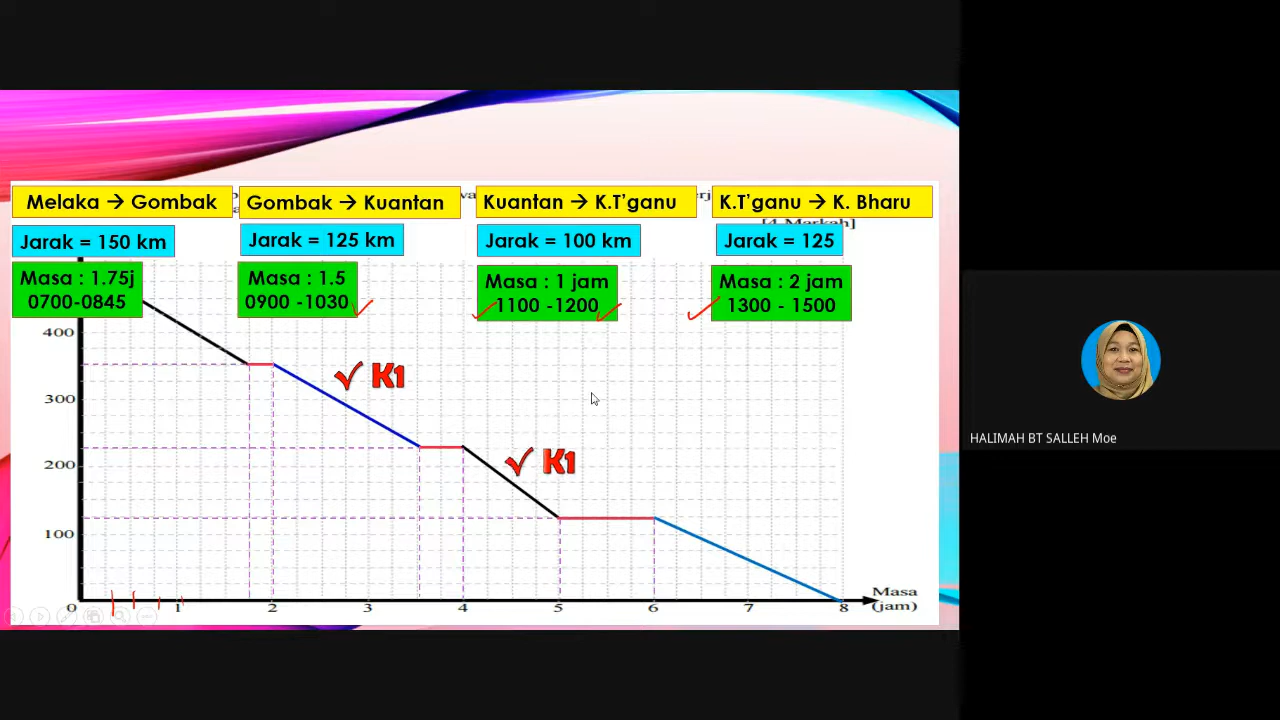 Melaka → Gombak
Gombak → Kuantan
Kuantan → K.T'ganu
K.T'ganu → K. Bharu
[4 Markah]
Jarak = 150 km
Jarak = 125 km
Jarak = 100 km
Jarak = 125
Masa : 1.75j
0700-0845
Masa : 1.5
0900 -1030
Masa : 1 jam
1100 -1200
Masa : 2 jam
1300 - 1500
400
✓ K1
300
✓ K1
200
100
Masa
(jam)
0 1 2 3 4 5 6 7 8
HALIMAH BT SALLEH Moe